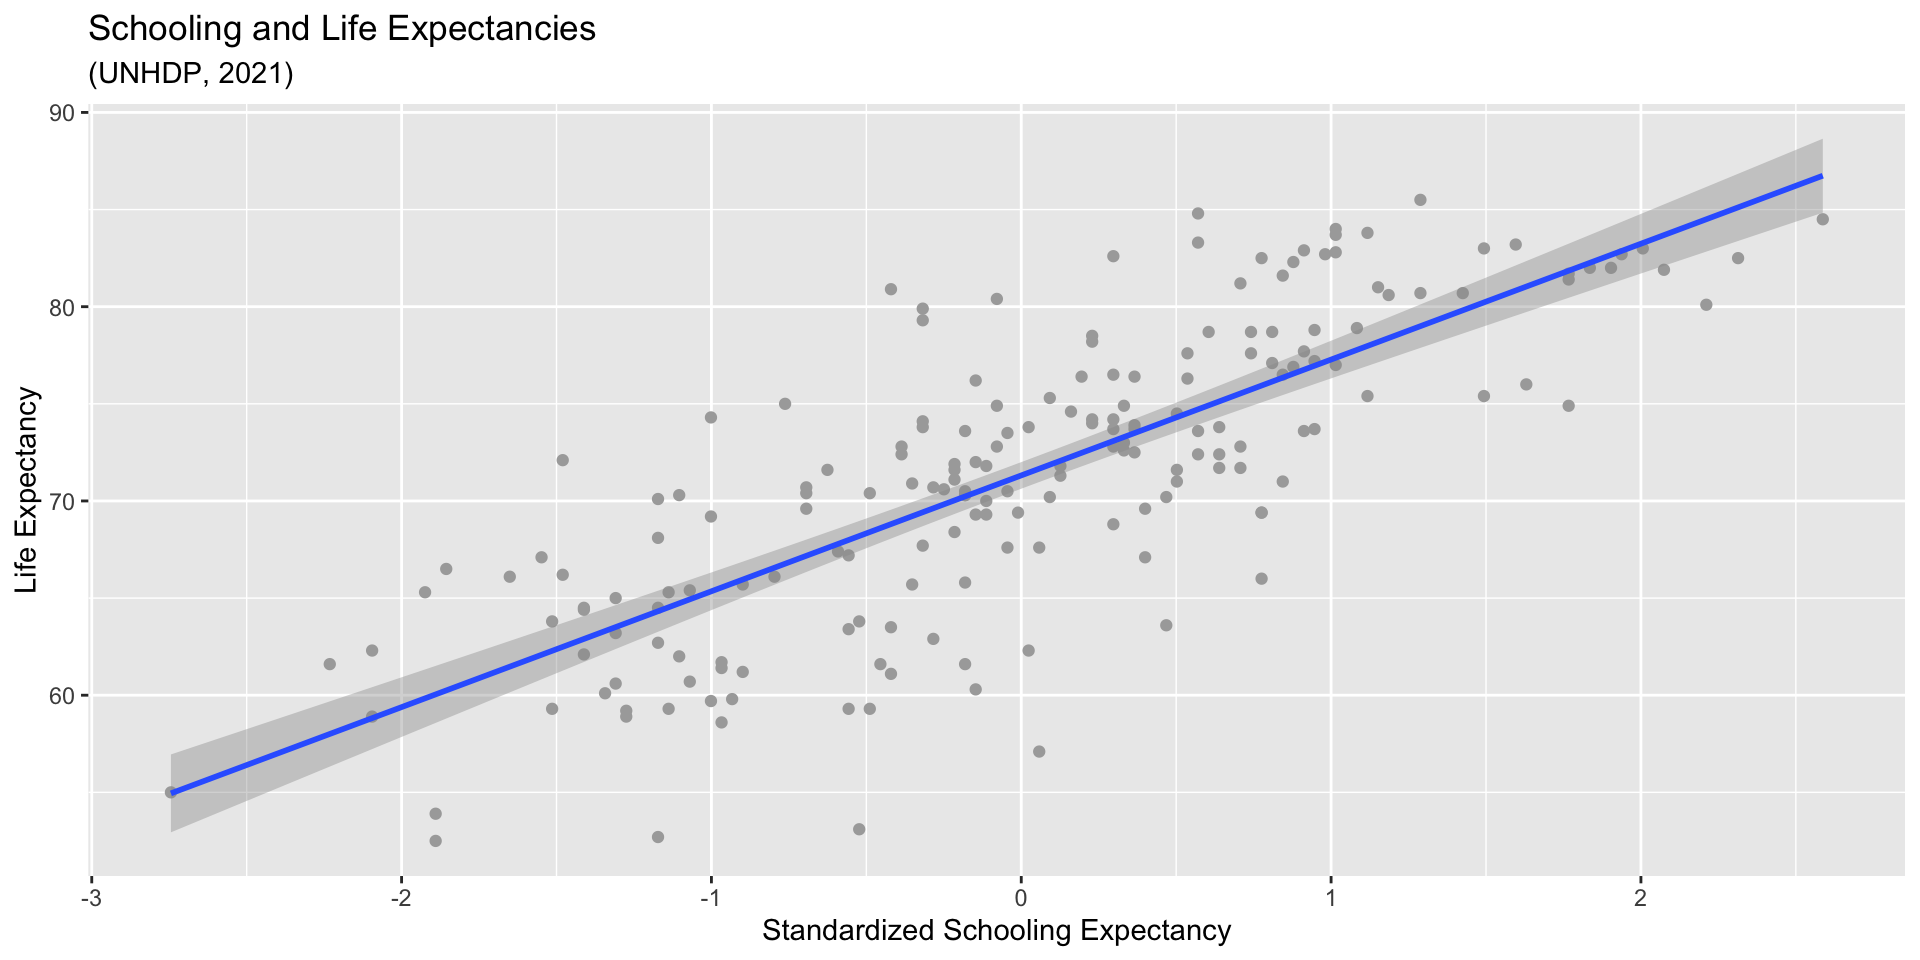 Schooling and Life Expectancies
(UNHDP, 2021)
90
80
70
60
Life Expectancy
-3 -2 -1 0 1 2
Standardized Schooling Expectancy